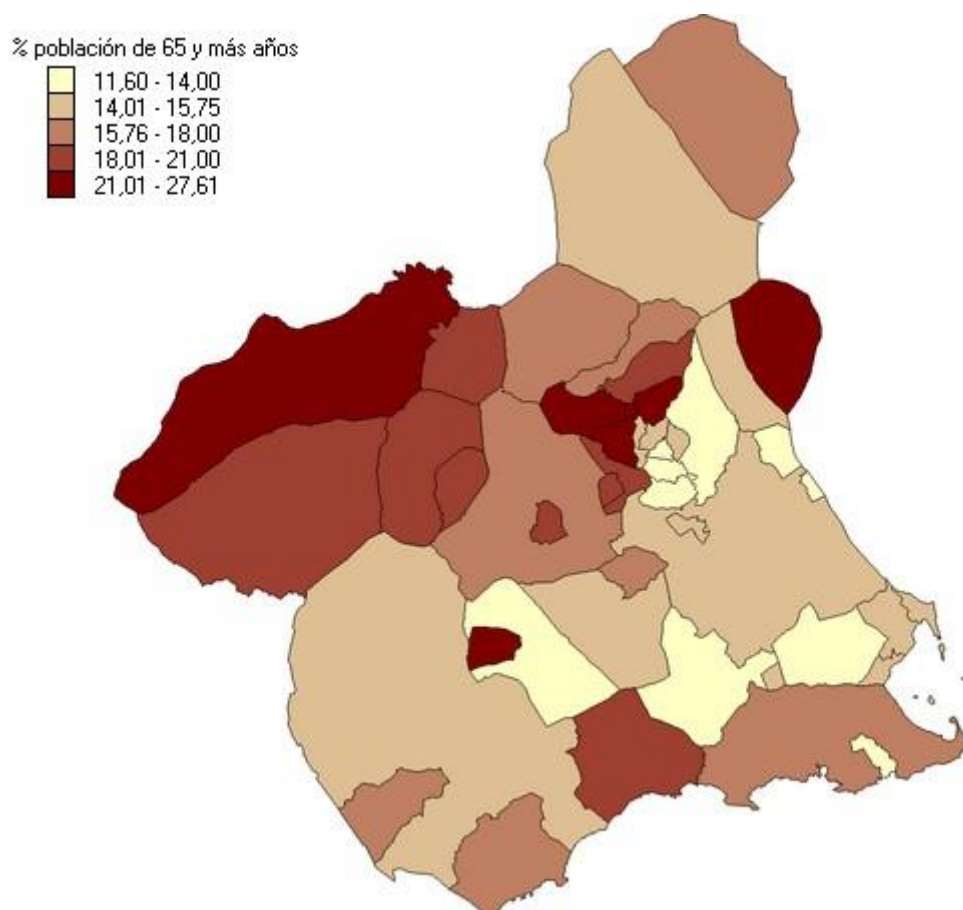 % población de 65 y más años
11,60 - 14,00
14,01 - 15,75
15,76 - 18,00
18,01 - 21,00
21,01 - 27,61